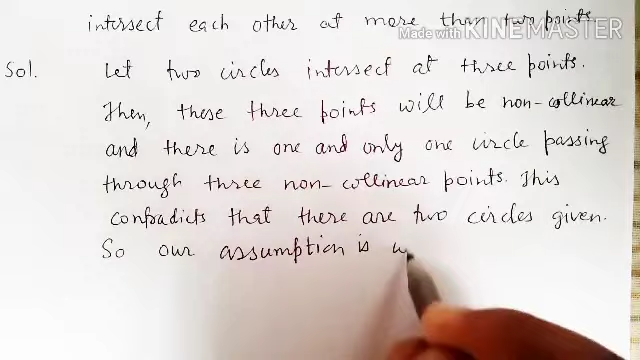 intersect each other at more than two points.
Made with KINEMASTER
Sol. Let two circles intersect at three points.
Then, these three points will be non-collinear
and there is one and only one circle passing
through three non-collinear points. This
contradicts that there are two circles given.
So our assumption is